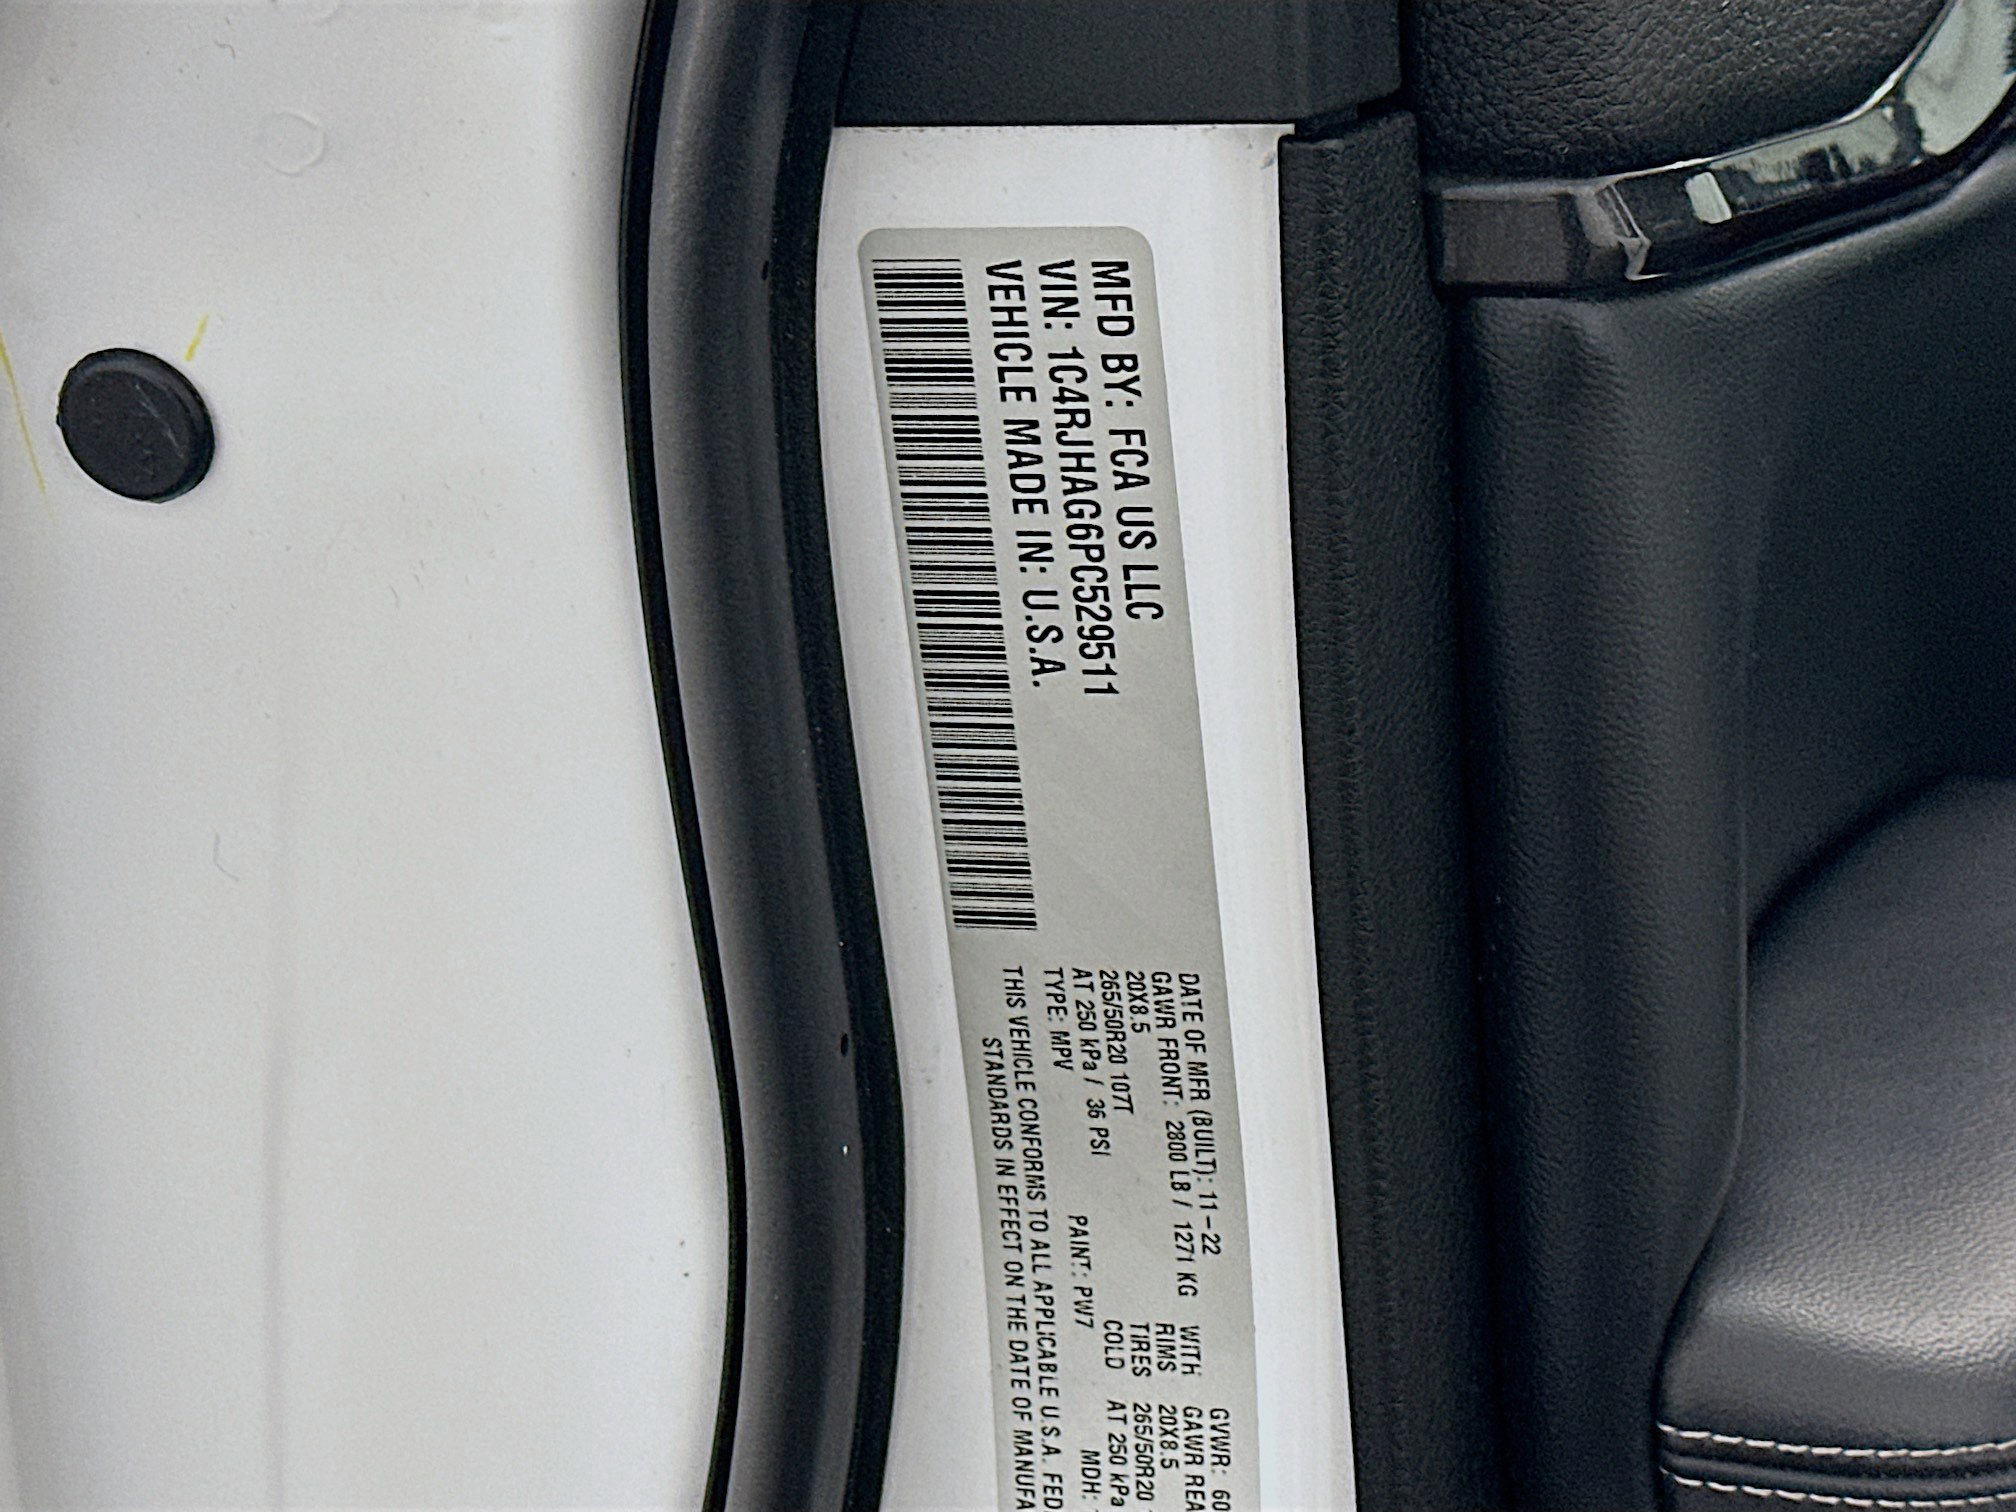 MFD BY: FCA US LLC
VIN: 1C4RJHAG6PC529511
VEHICLE MADE IN: U.S.A.
DATE OF MFR (BUILT): 11-22 GVWR: 60
GAWR FRONT: 2800 LB / 1271 KG WITH GAWR REA
20X8.5 RIMS 20X8.5
265/50R20 107T TIRES 265/50R20
AT 250 kPa / 36 PSI COLD AT 250 kPa
TYPE: MPV PAINT: PW7 MDH:
THIS VEHICLE CONFORMS TO ALL APPLICABLE U.S.A. FED
STANDARDS IN EFFECT ON THE DATE OF MANUFA